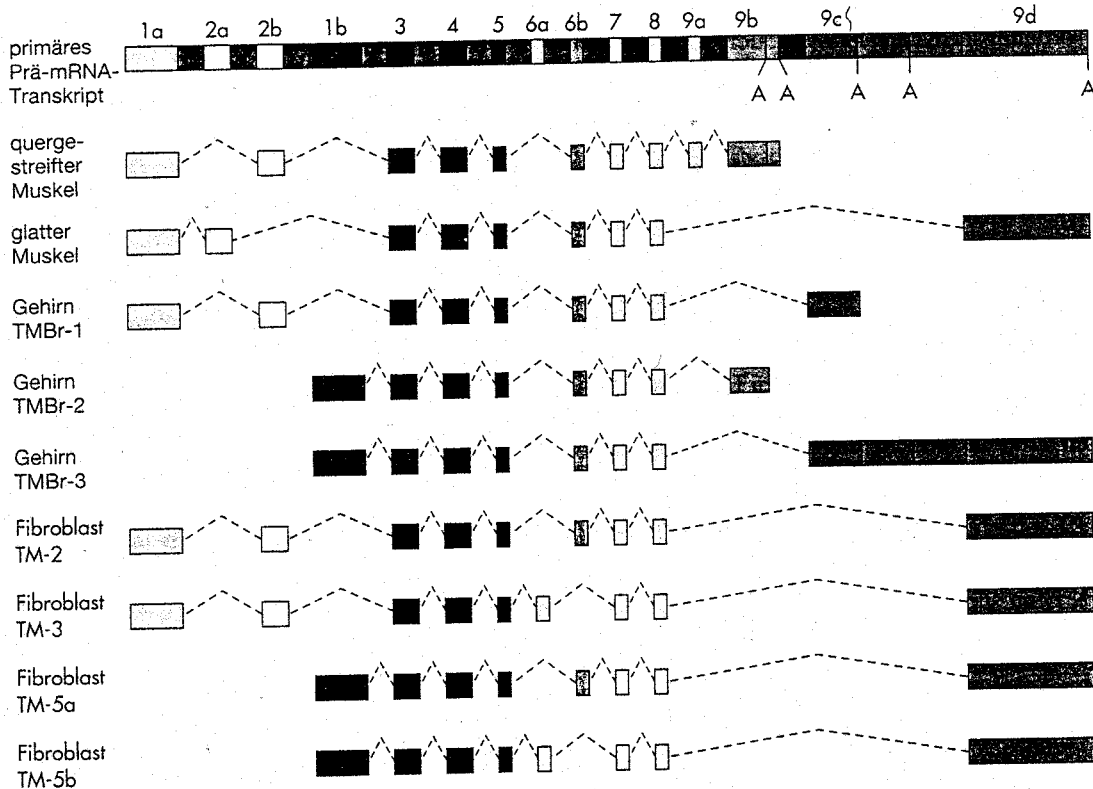 1a 2a 2b 1b 3 4 5 6a 6b 7 8 9a 9b 9c 9d
primäres
Prä-mRNA-
Transkript
A A A A A
querge-
streifter
Muskel
glatter
Muskel
Gehirn
TMBr-1
Gehirn
TMBr-2
Gehirn
TMBr-3
Fibroblast
TM-2
Fibroblast
TM-3
Fibroblast
TM-5a
Fibroblast
TM-5b